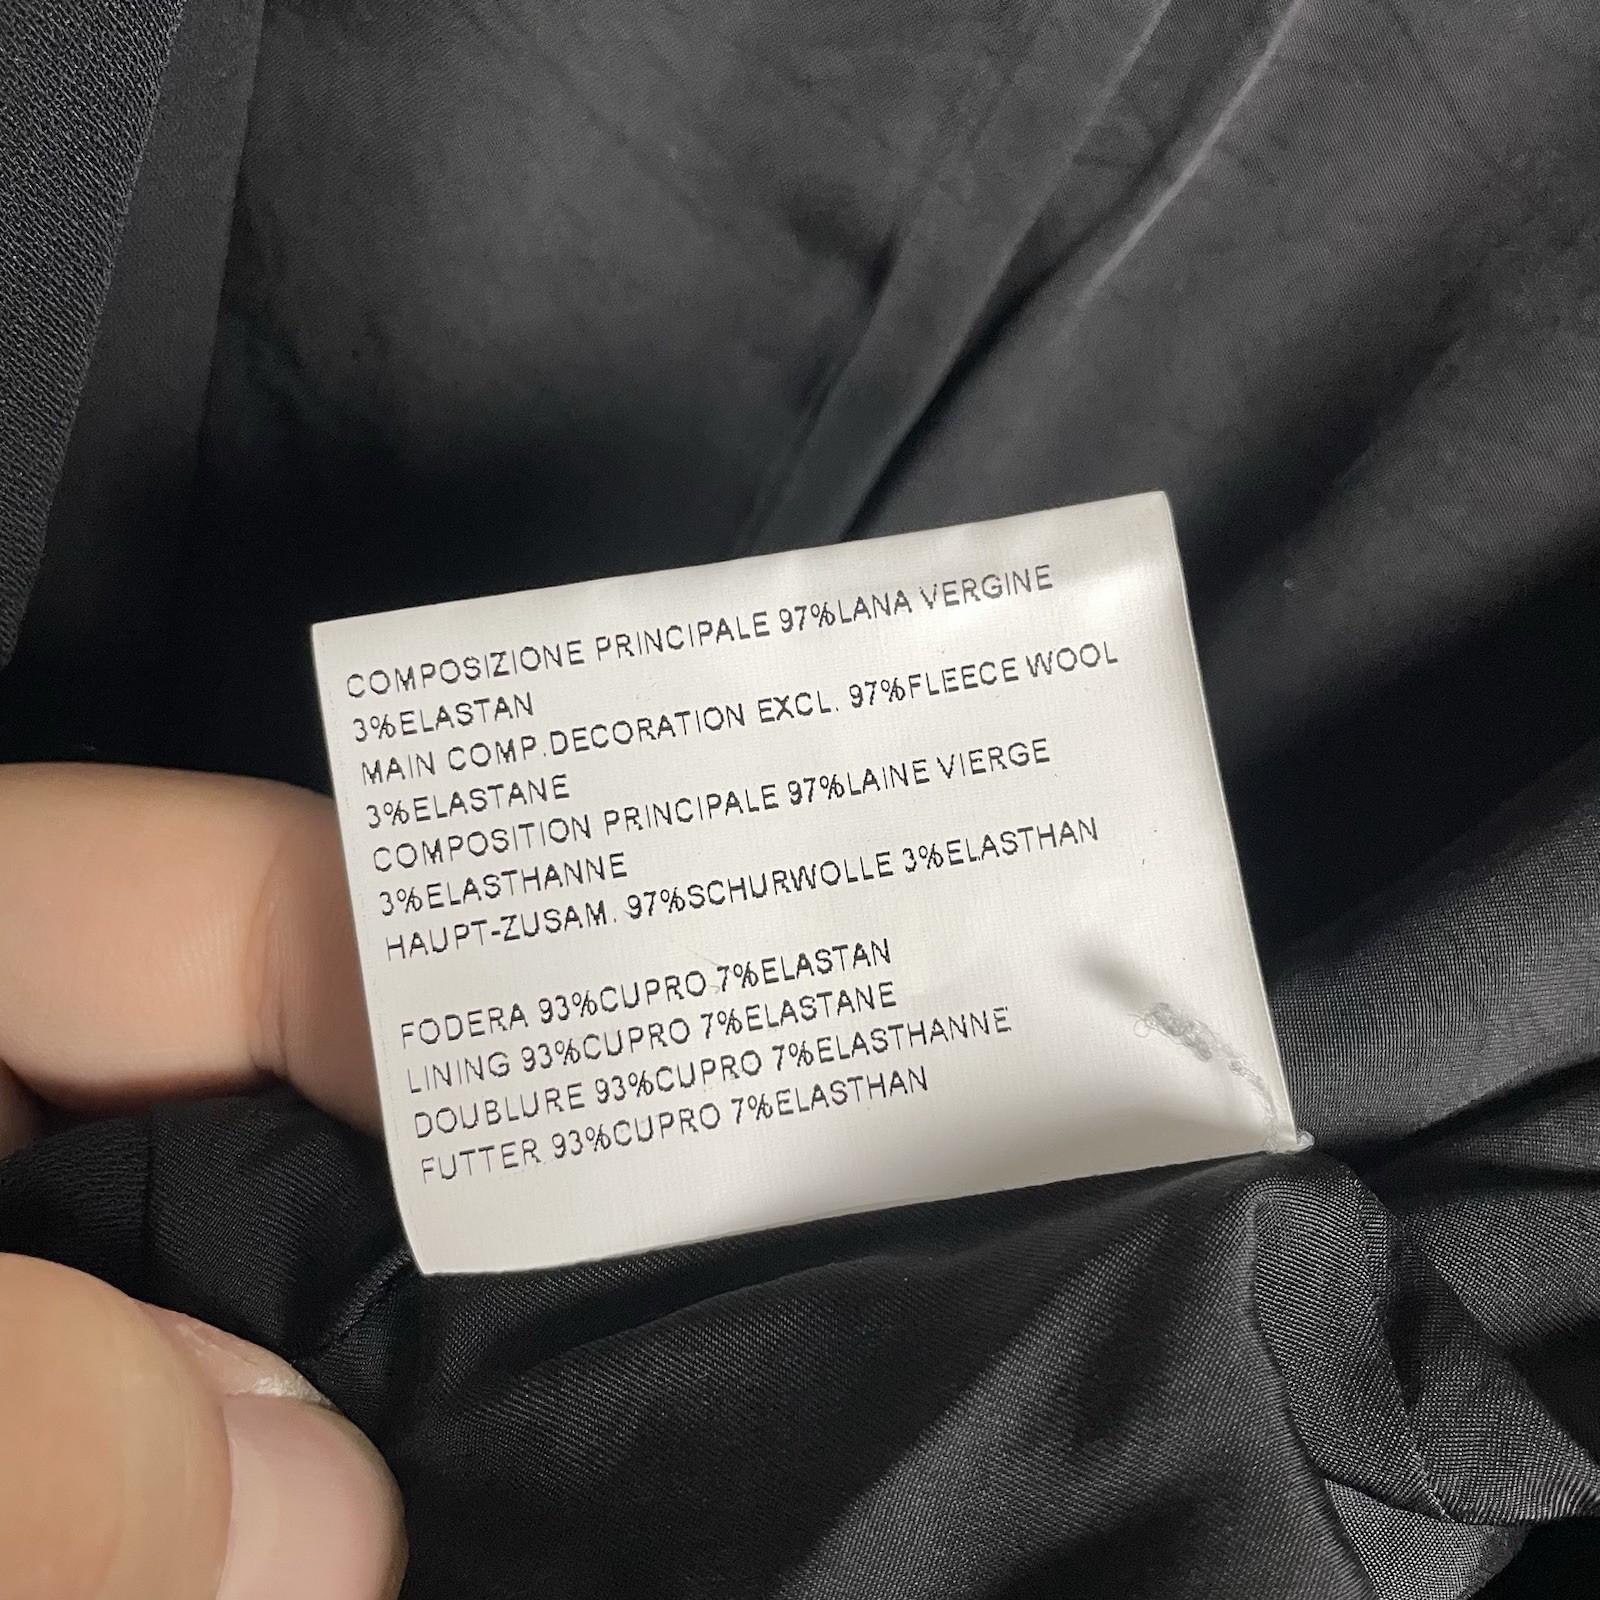 COMPOSIZIONE PRINCIPALE 97%LANA VERGINE
3%ELASTAN
MAIN COMP.DECORATION EXCL. 97%FLEECE WOOL
3%ELASTANE
COMPOSITION PRINCIPALE 97%LAINE VIERGE
3%ELASTHANNE
HAUPT-ZUSAM. 97%SCHURWOLLE 3%ELASTHAN
FODERA 93%CUPRO 7%ELASTAN
LINING 93%CUPRO 7%ELASTANE
DOUBLURE 93%CUPRO 7%ELASTHANNE
FUTTER 93%CUPRO 7%ELASTHAN